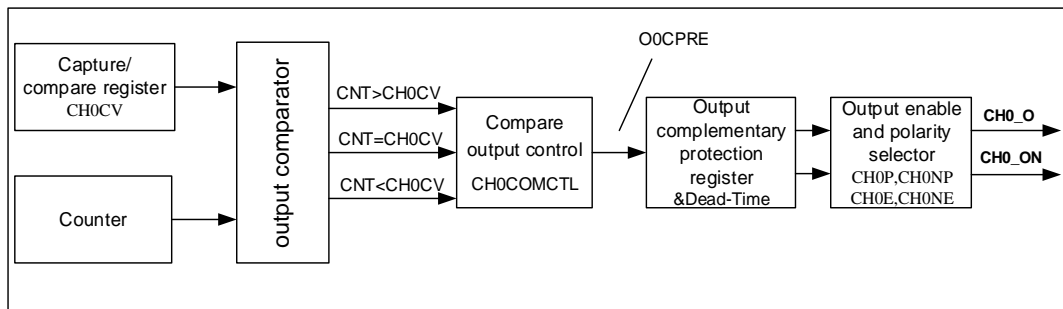 Capture/
compare register
CH0CV
Counter
output comparator
CNT>CH0CV
CNT=CH0CV
CNT<CH0CV
Compare
output control
CH0COMCTL
O0CPRE
Output
complementary
protection
register
&Dead-Time
Output enable
and polarity
selector
CH0P,CH0NP
CH0E,CH0NE
CH0_O
CH0_ON